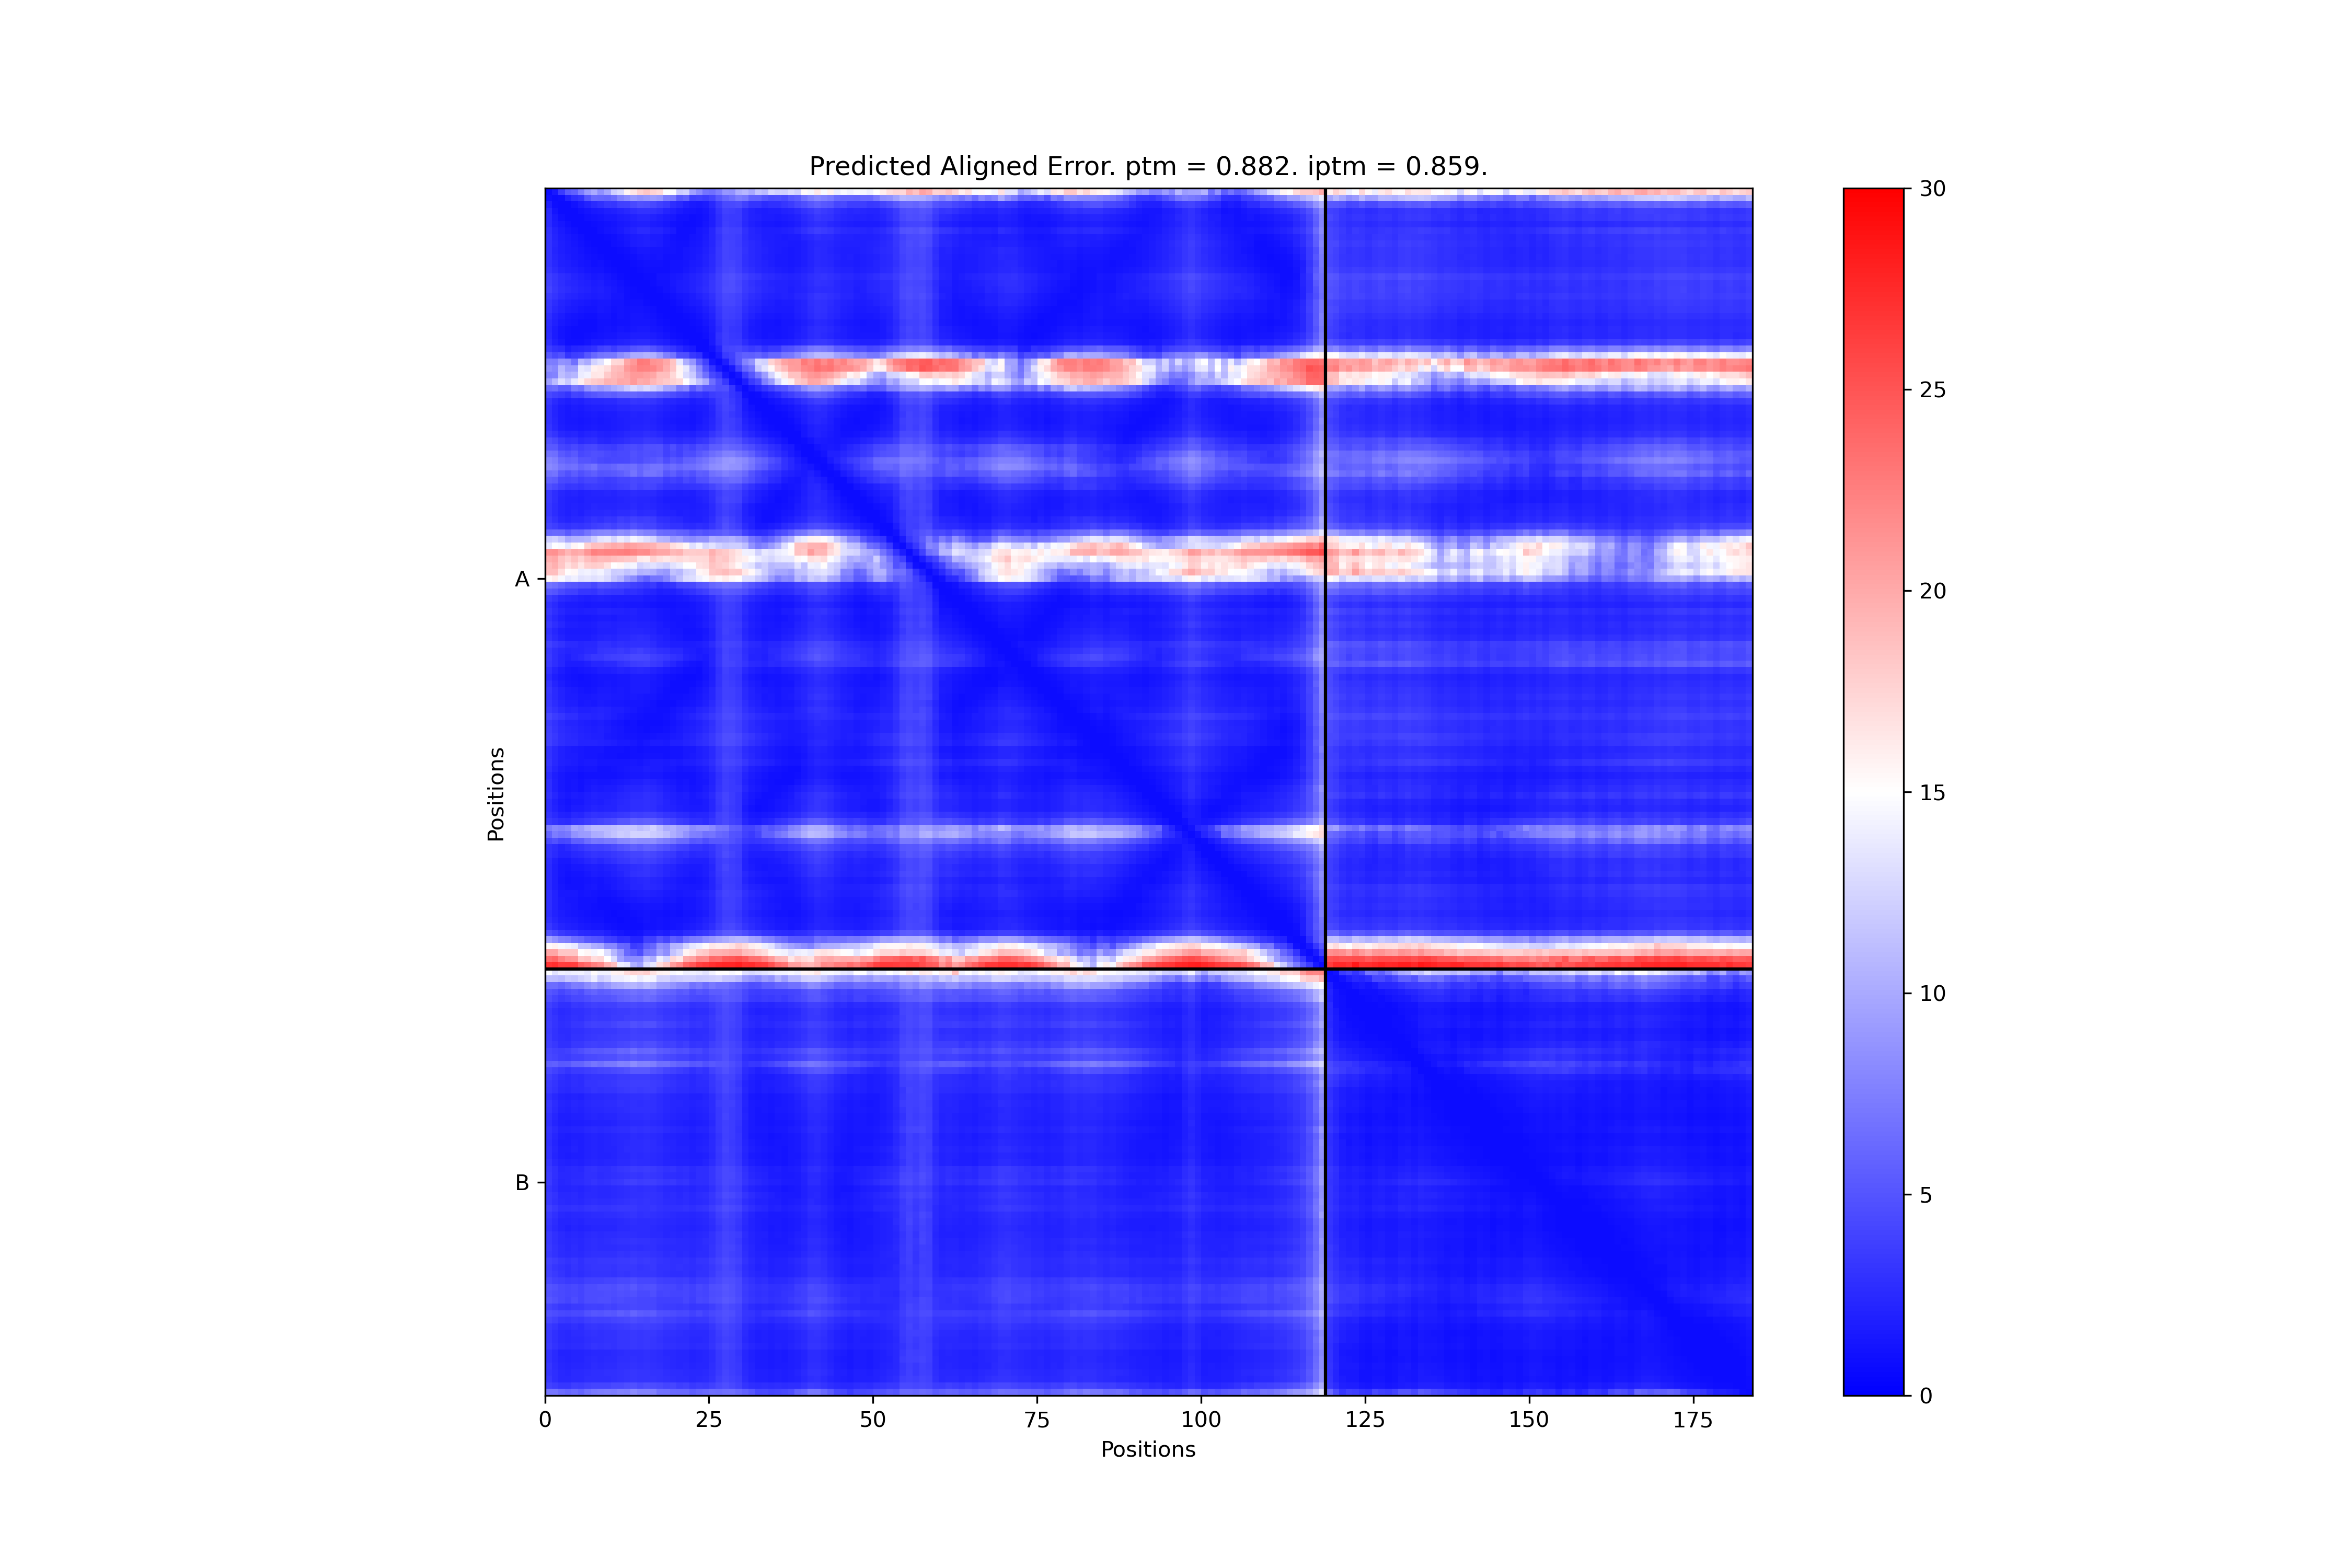 Predicted Aligned Error. ptm = 0.882. iptm = 0.859.
A
B
Positions
0 25 50 75 100 125 150 175
Positions
30
25
20
15
10
5
0